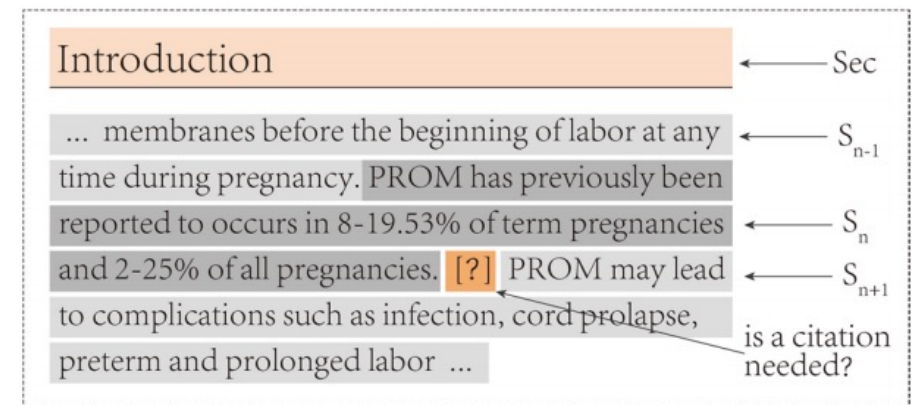 Introduction
Sec
... membranes before the beginning of labor at any
S n-1
time during pregnancy. PROM has previously been
reported to occurs in 8-19.53% of term pregnancies
S n
and 2-25% of all pregnancies. [?] PROM may lead
S n+1
to complications such as infection, cord prolapse,
preterm and prolonged labor ...
is a citation
needed?